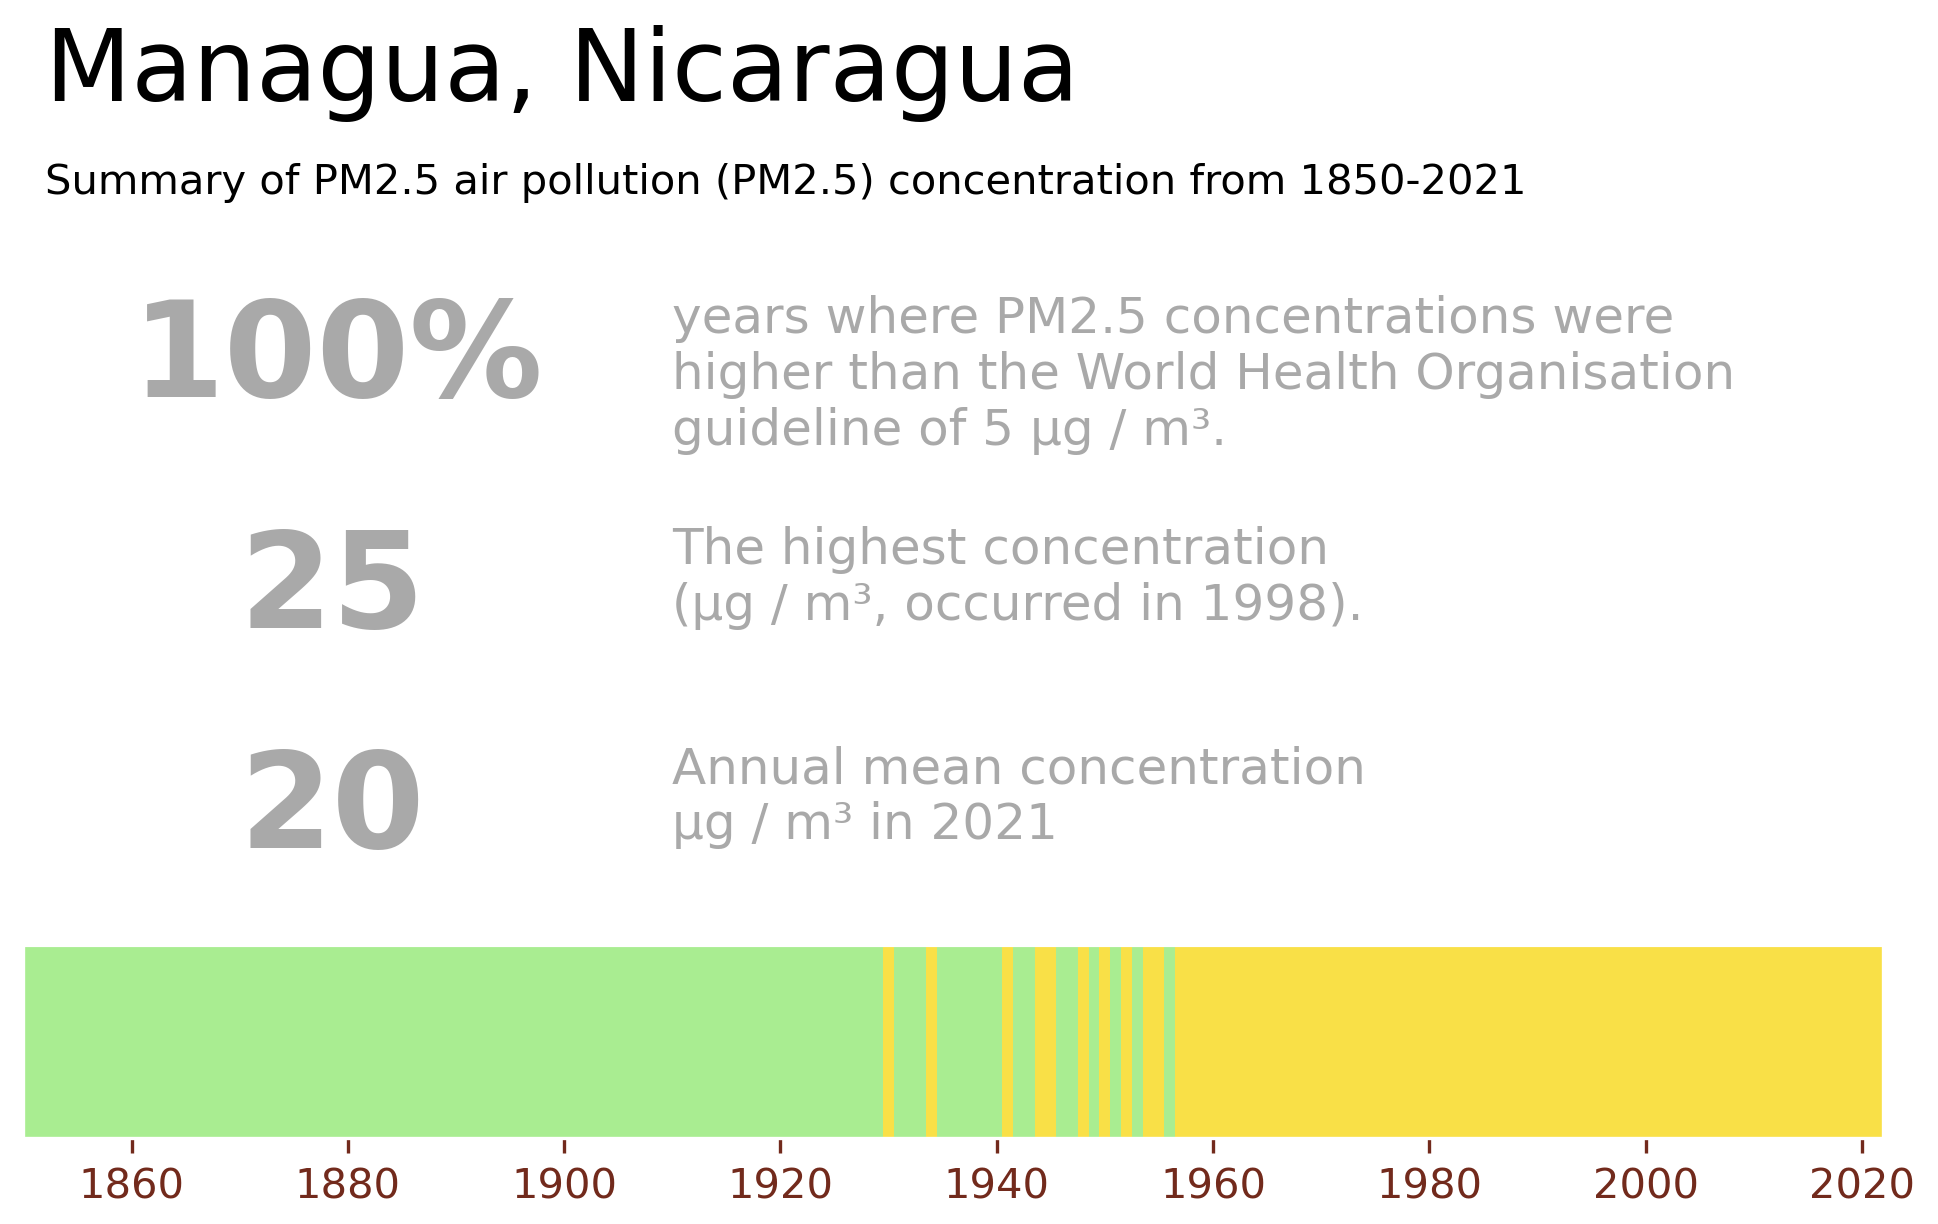 Managua, Nicaragua
Summary of PM2.5 air pollution (PM2.5) concentration from 1850-2021
100%
years where PM2.5 concentrations were
higher than the World Health Organisation
guideline of 5 μg / m³.
25
The highest concentration
(μg / m³, occurred in 1998).
20
Annual mean concentration
μg / m³ in 2021
1860 1880 1900 1920 1940 1960 1980 2000 2020